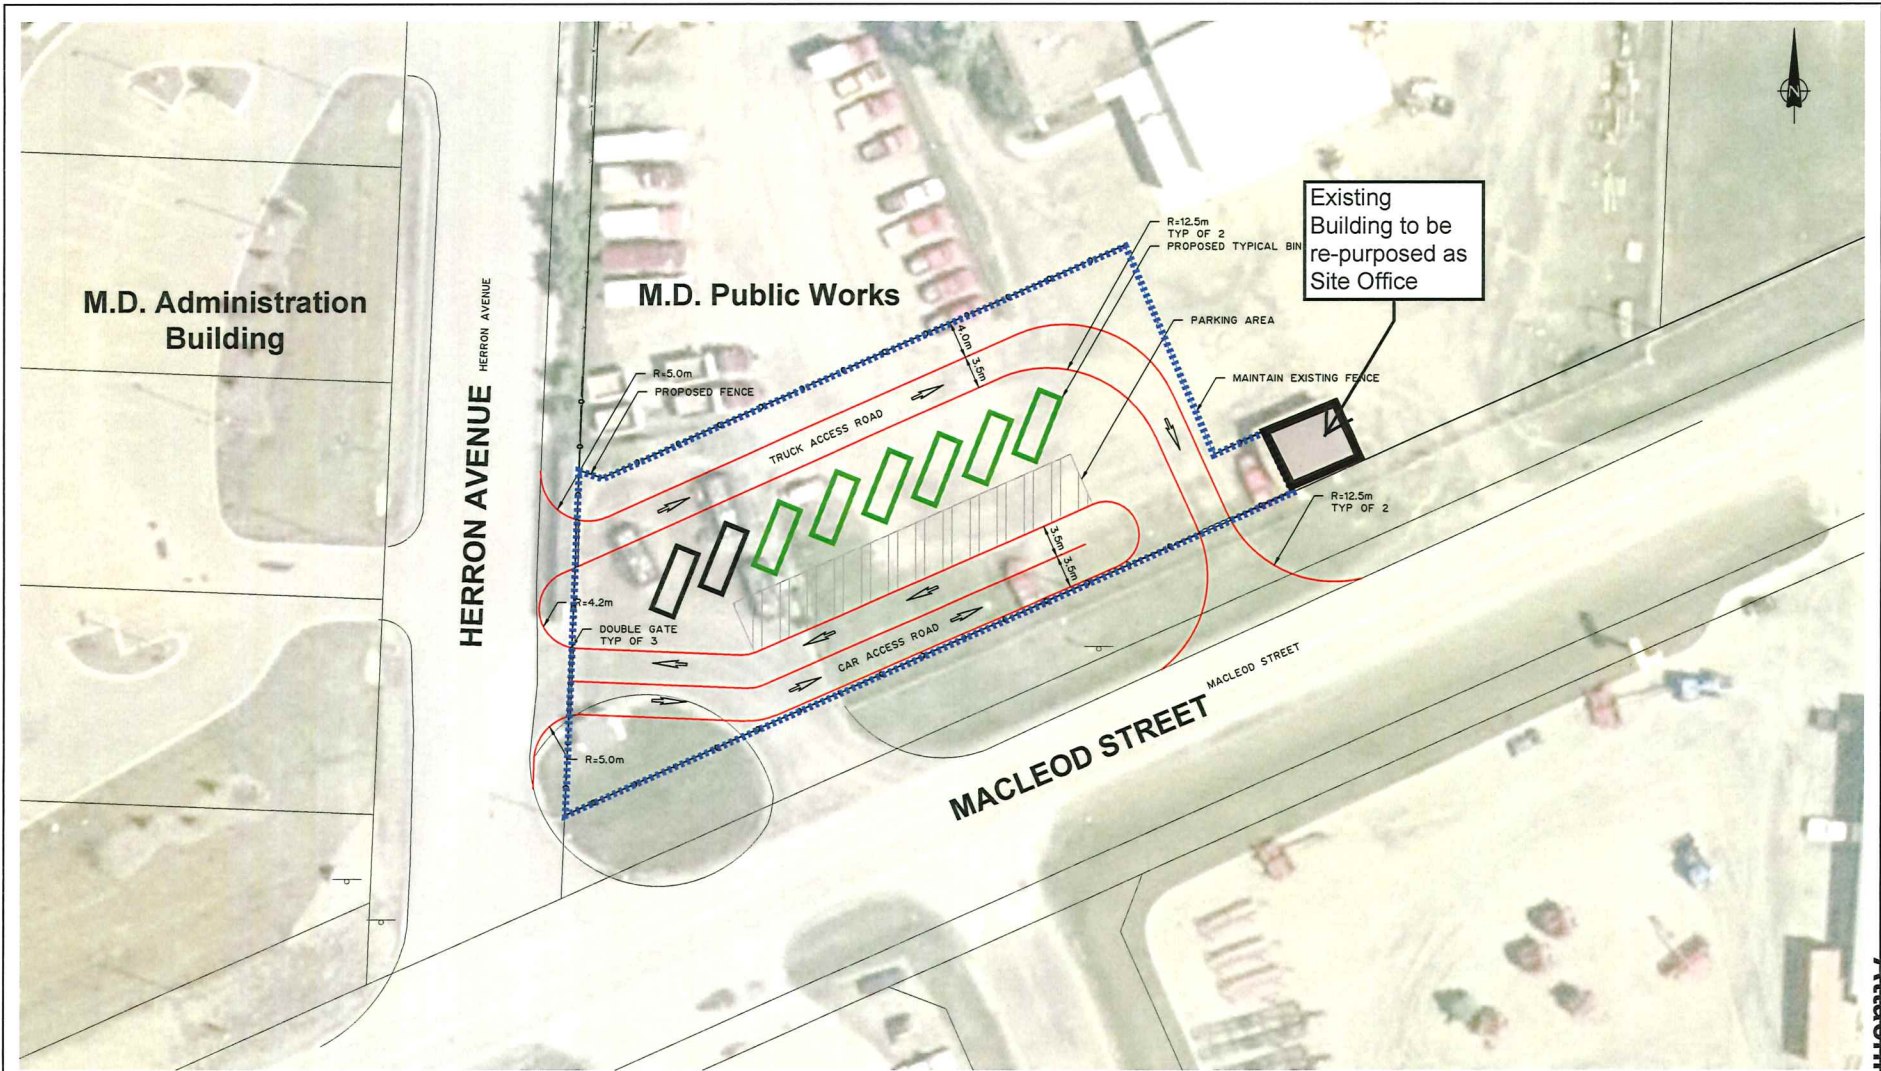 N
Existing
Building to be
re-purposed as
Site Office
R=12.5m
TYP OF 2
PROPOSED TYPICAL BIN
M.D. Administration
Building
HERRON AVENUE
HERRON AVENUE
M.D. Public Works
PARKING AREA
4.0m
3.5m
R=5.0m
PROPOSED FENCE
MAINTAIN EXISTING FENCE
TRUCK ACCESS ROAD
R=12.5m
TYP OF 2
3.5m
3.5m
R=4.2m
DOUBLE GATE
TYP OF 3
CAR ACCESS ROAD
MACLEOD STREET
MACLEOD STREET
R=5.0m